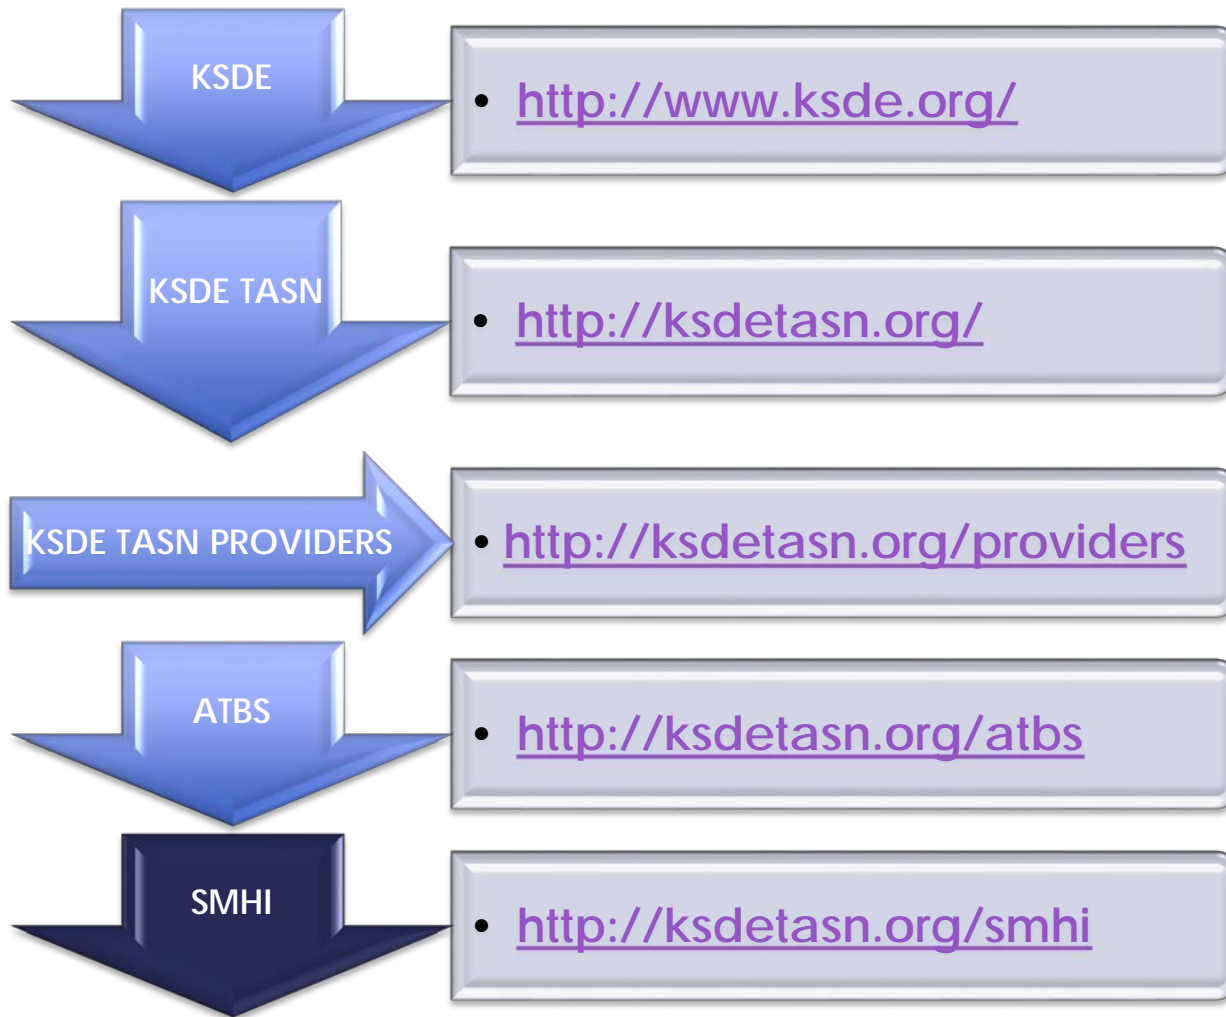 KSDE
• http://www.ksde.org/
KSDE TASN
• http://ksdetasn.org/
KSDE TASN PROVIDERS
• http://ksdetasn.org/providers
ATBS
• http://ksdetasn.org/atbs
SMHI
• http://ksdetasn.org/smhi